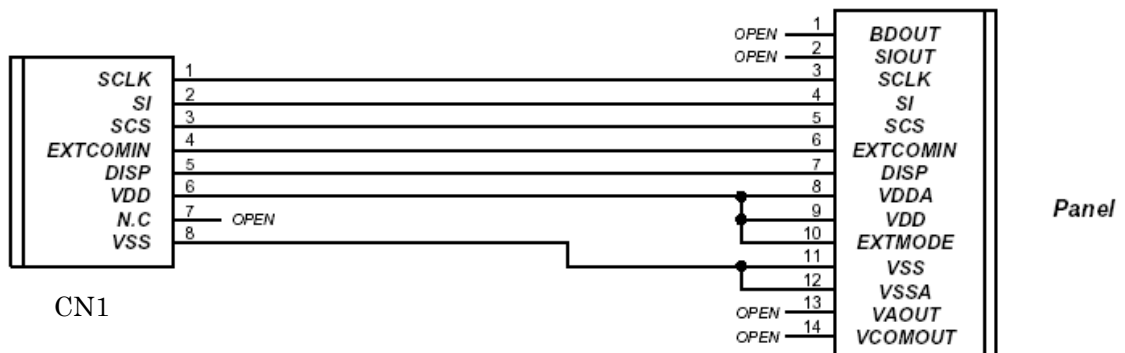 OPEN 1 BDOUT
OPEN 2 SIOUT
SCLK 1 3 SCLK
SI 2 4 SI
SCS 3 5 SCS
EXTCOMIN 4 6 EXTCOMIN
DISP 5 7 DISP
VDD 6 8 VDDA
N.C 7 OPEN 9 VDD
VSS 8 10 EXTMODE
11 VSS
12 VSSA
OPEN 13 VAOUT
OPEN 14 VCOMOUT
Panel
CN1